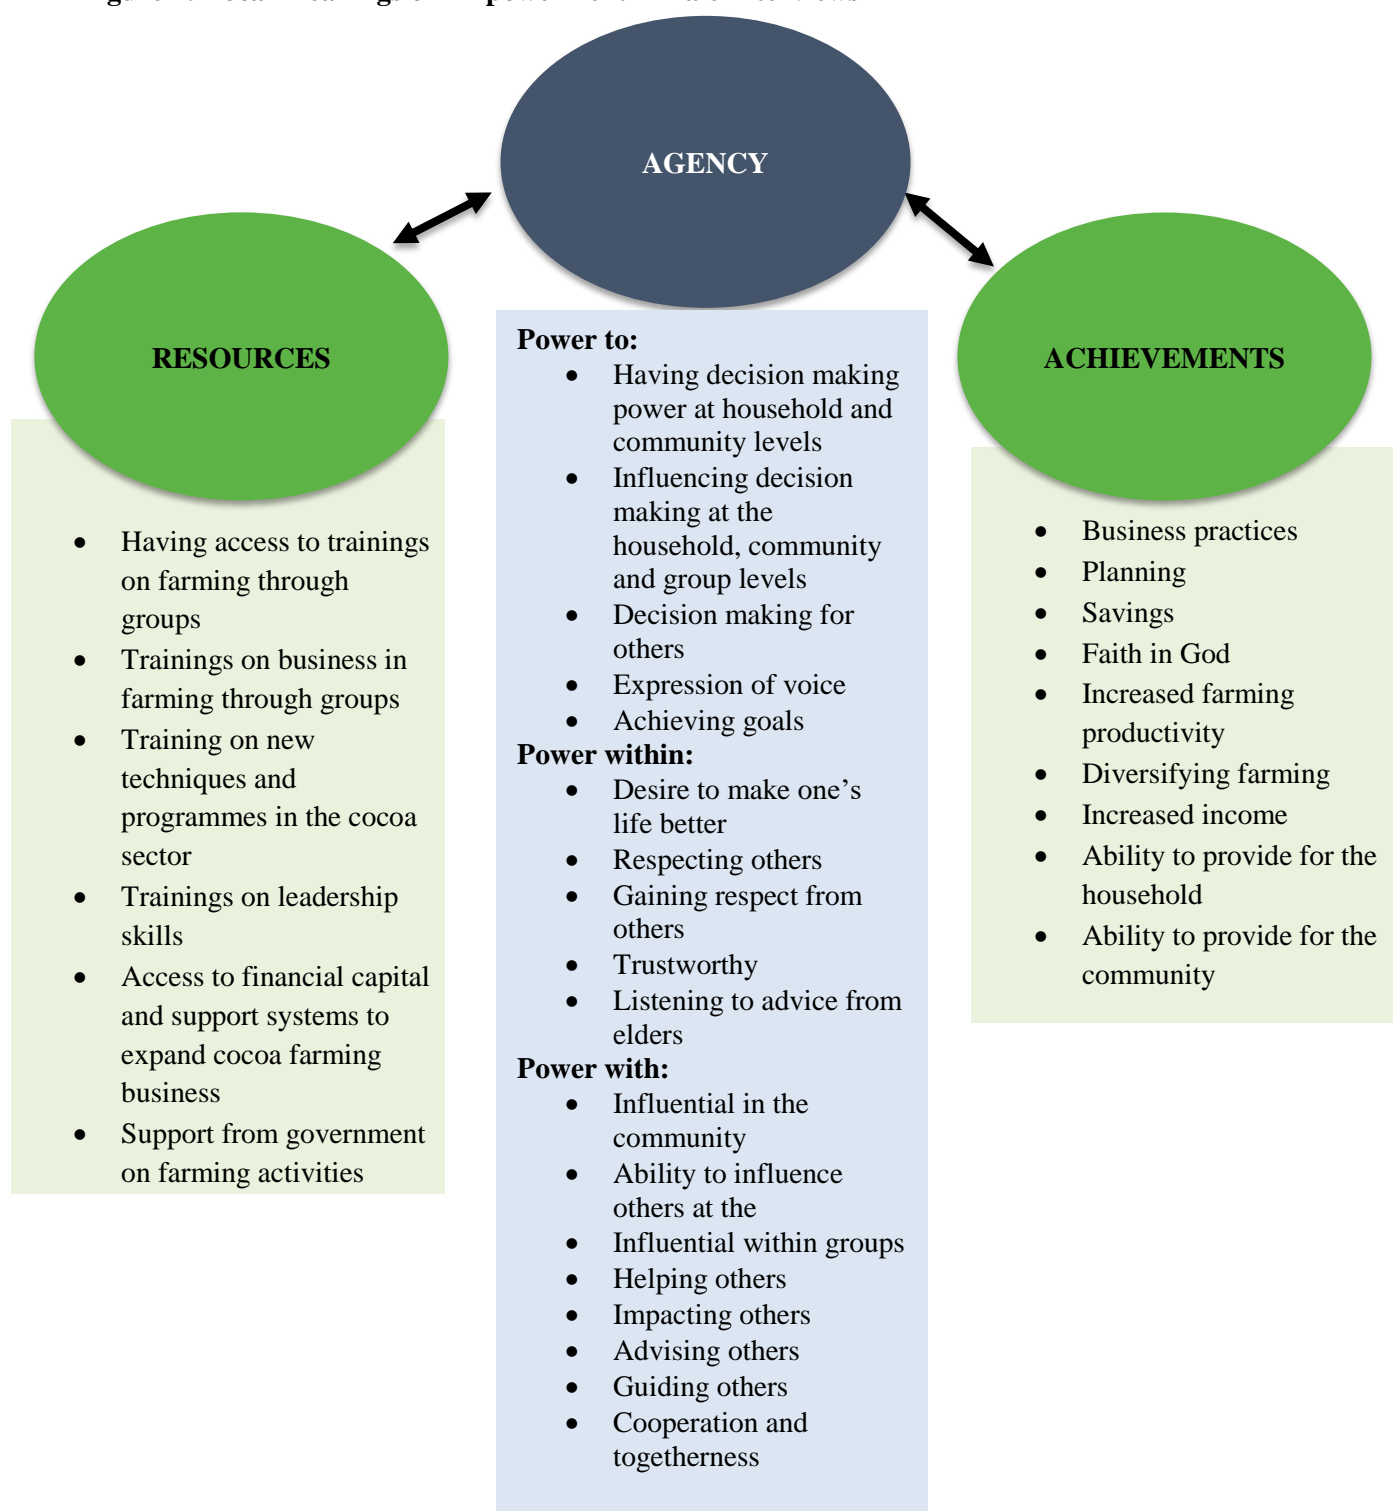 AGENCY
RESOURCES
ACHIEVEMENTS
• Having access to trainings
on farming through
groups
• Trainings on business in
farming through groups
• Training on new
techniques and
programmes in the cocoa
sector
• Trainings on leadership
skills
• Access to financial capital
and support systems to
expand cocoa farming
business
• Support from government
on farming activities
Power to:
• Having decision making
power at household and
community levels
• Influencing decision
making at the
household, community
and group levels
• Decision making for
others
• Expression of voice
• Achieving goals
Power within:
• Desire to make one’s
life better
• Respecting others
• Gaining respect from
others
• Trustworthy
• Listening to advice from
elders
Power with:
• Influential in the
community
• Ability to influence
others at the
• Influential within groups
• Helping others
• Impacting others
• Advising others
• Guiding others
• Cooperation and
togetherness
• Business practices
• Planning
• Savings
• Faith in God
• Increased farming
productivity
• Diversifying farming
• Increased income
• Ability to provide for the
household
• Ability to provide for the
community